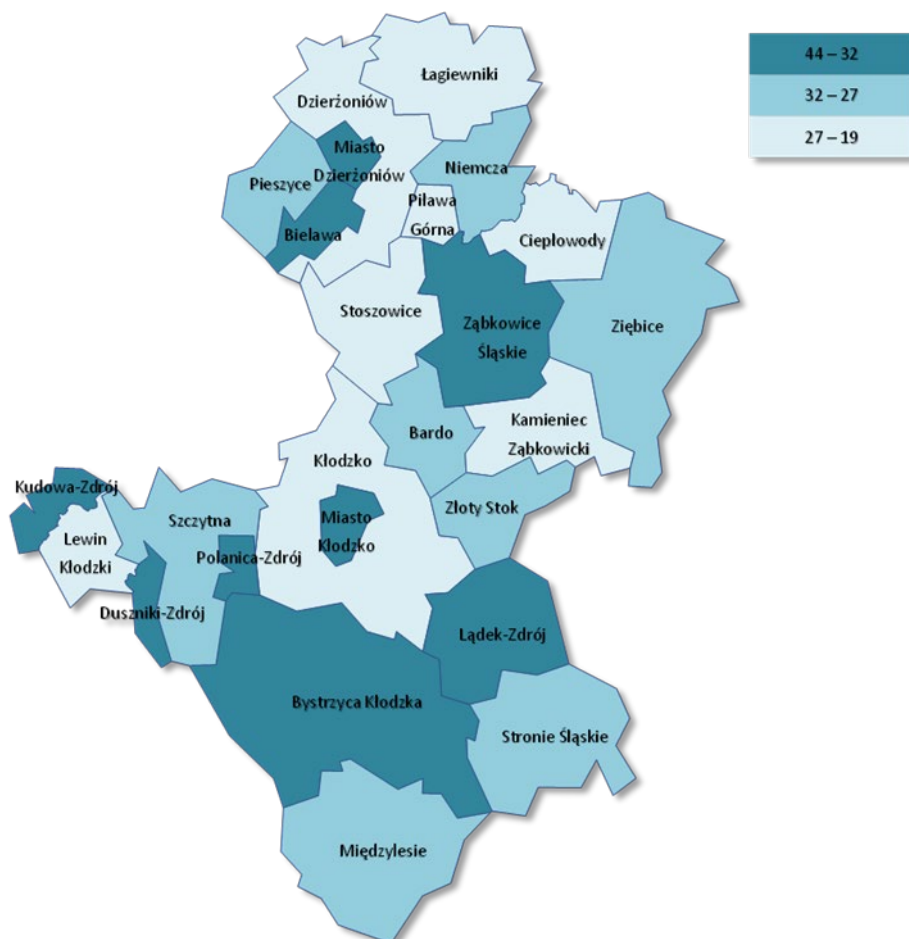 44 – 32
32 – 27
27 – 19
Łagiewniki
Dzierżoniów
Miasto
Dzierżoniów
Niemcza
Pieszyce
Piława
Górna
Bielawa
Ciepłowody
Stoszowice
Ząbkowice
Śląskie
Ziębice
Bardo
Kamieniec
Ząbkowicki
Kłodzko
Kudowa-Zdrój
Szczytna
Miasto
Kłodzko
Złoty Stok
Lewin
Kłodzki
Polanica-Zdrój
Duszniki-Zdrój
Lądek-Zdrój
Bystrzyca Kłodzka
Stronie Śląskie
Międzylesie